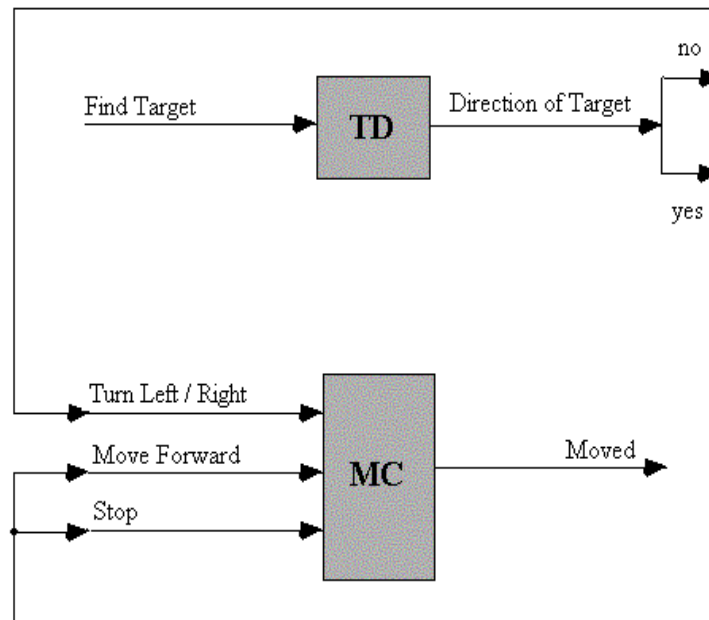 no
Find Target
TD
Direction of Target
yes
Turn Left / Right
Move Forward
MC
Moved
Stop